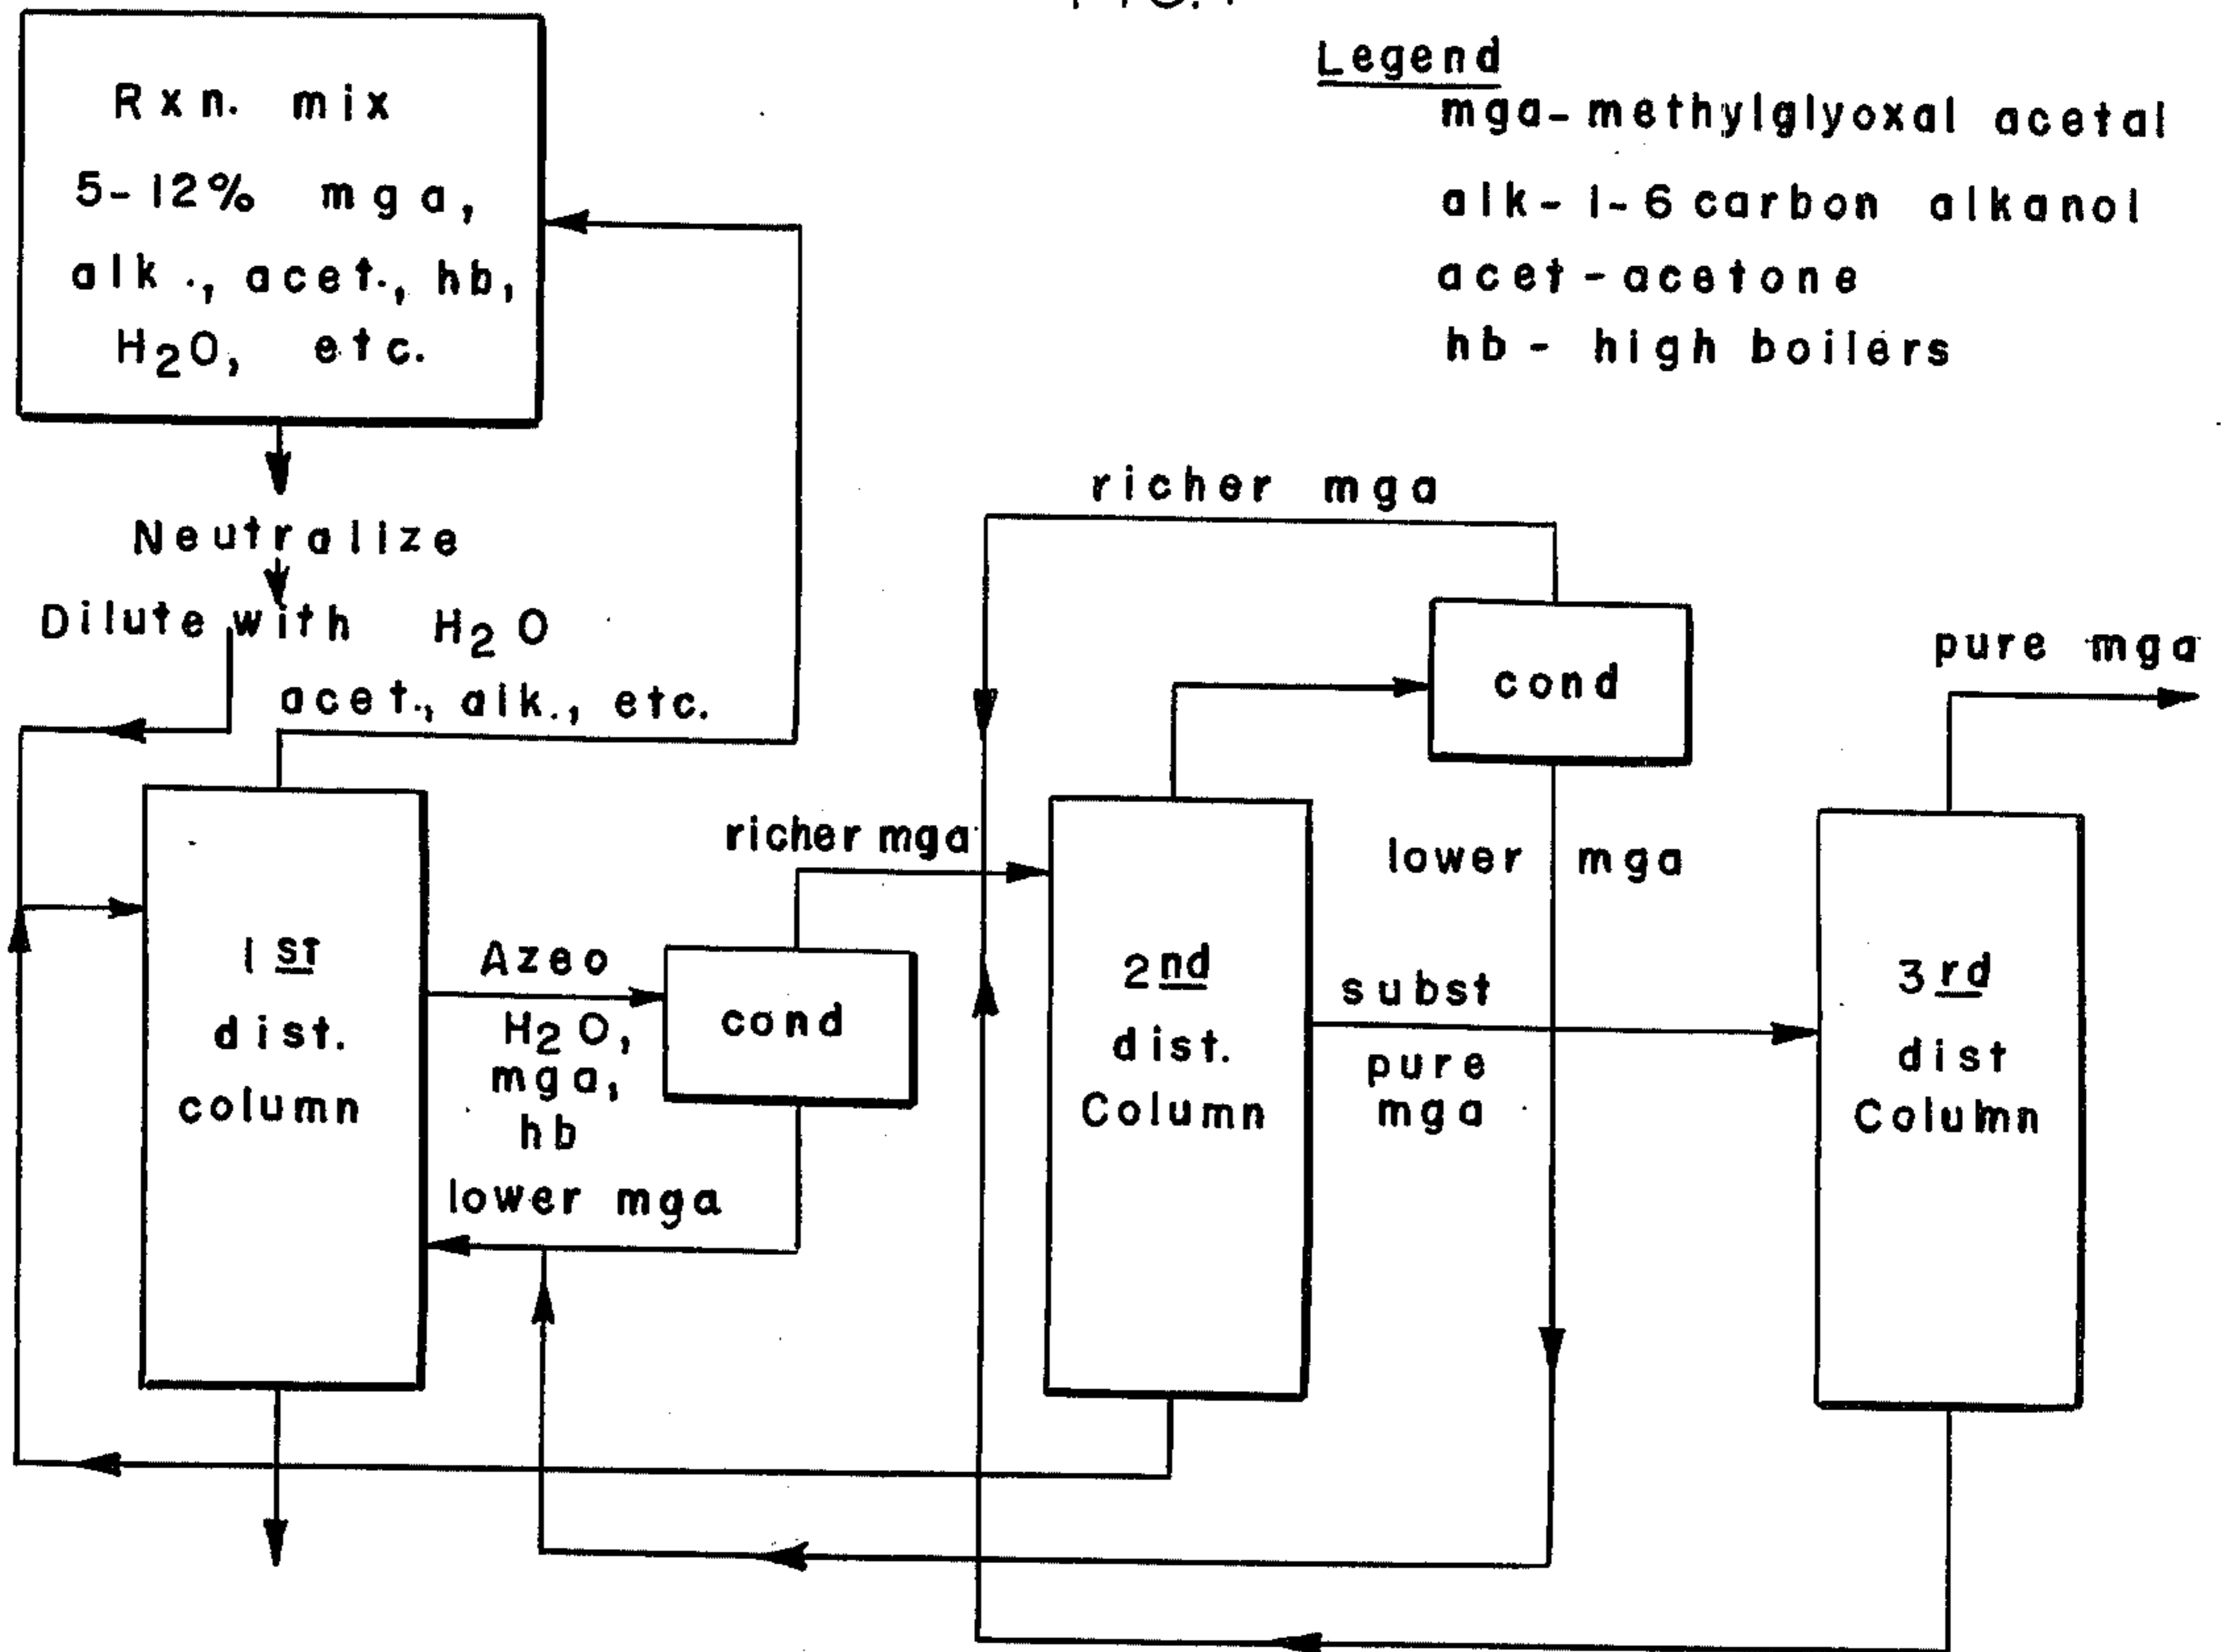 Rxn. mix
5-12% mga,
alk., acet., hb,
H2O, etc.
Legend
mga-methylglyoxal acetal
alk-1-6 carbon alkanol
acet-acetone
hb - high boilers
Neutralize
Dilute with H2O
acet., alk., etc.
richer mga
cond
pure mga
richer mga
lower mga
1st
dist.
column
Azeo
H2O,
mga,
hb
lower mga
cond
2nd
dist.
Column
subst
pure
mga
3rd
dist
Column